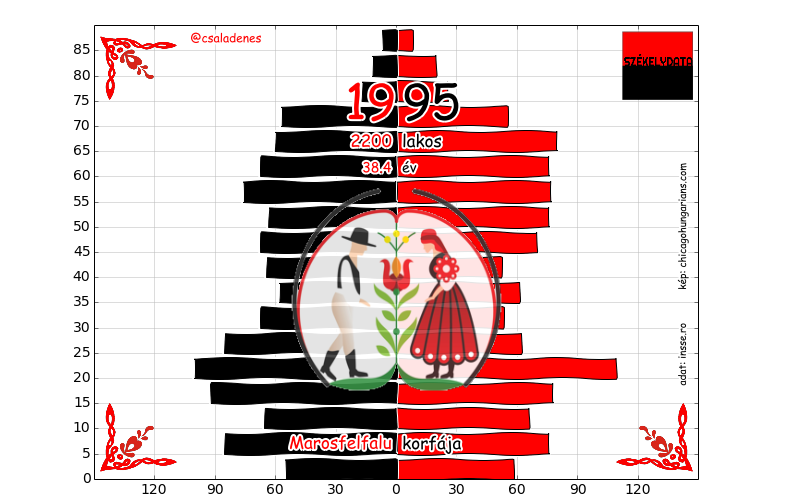 @csaladenes
SZÉKELYDATA
1995
2200 lakos
38.4 év
Marosfelfalu korfája
kép: chicagohungarians.com
adat: insse.ro
85
80
75
70
65
60
55
50
45
40
35
30
25
20
15
10
5
0
120 90 60 30 0 30 60 90 120